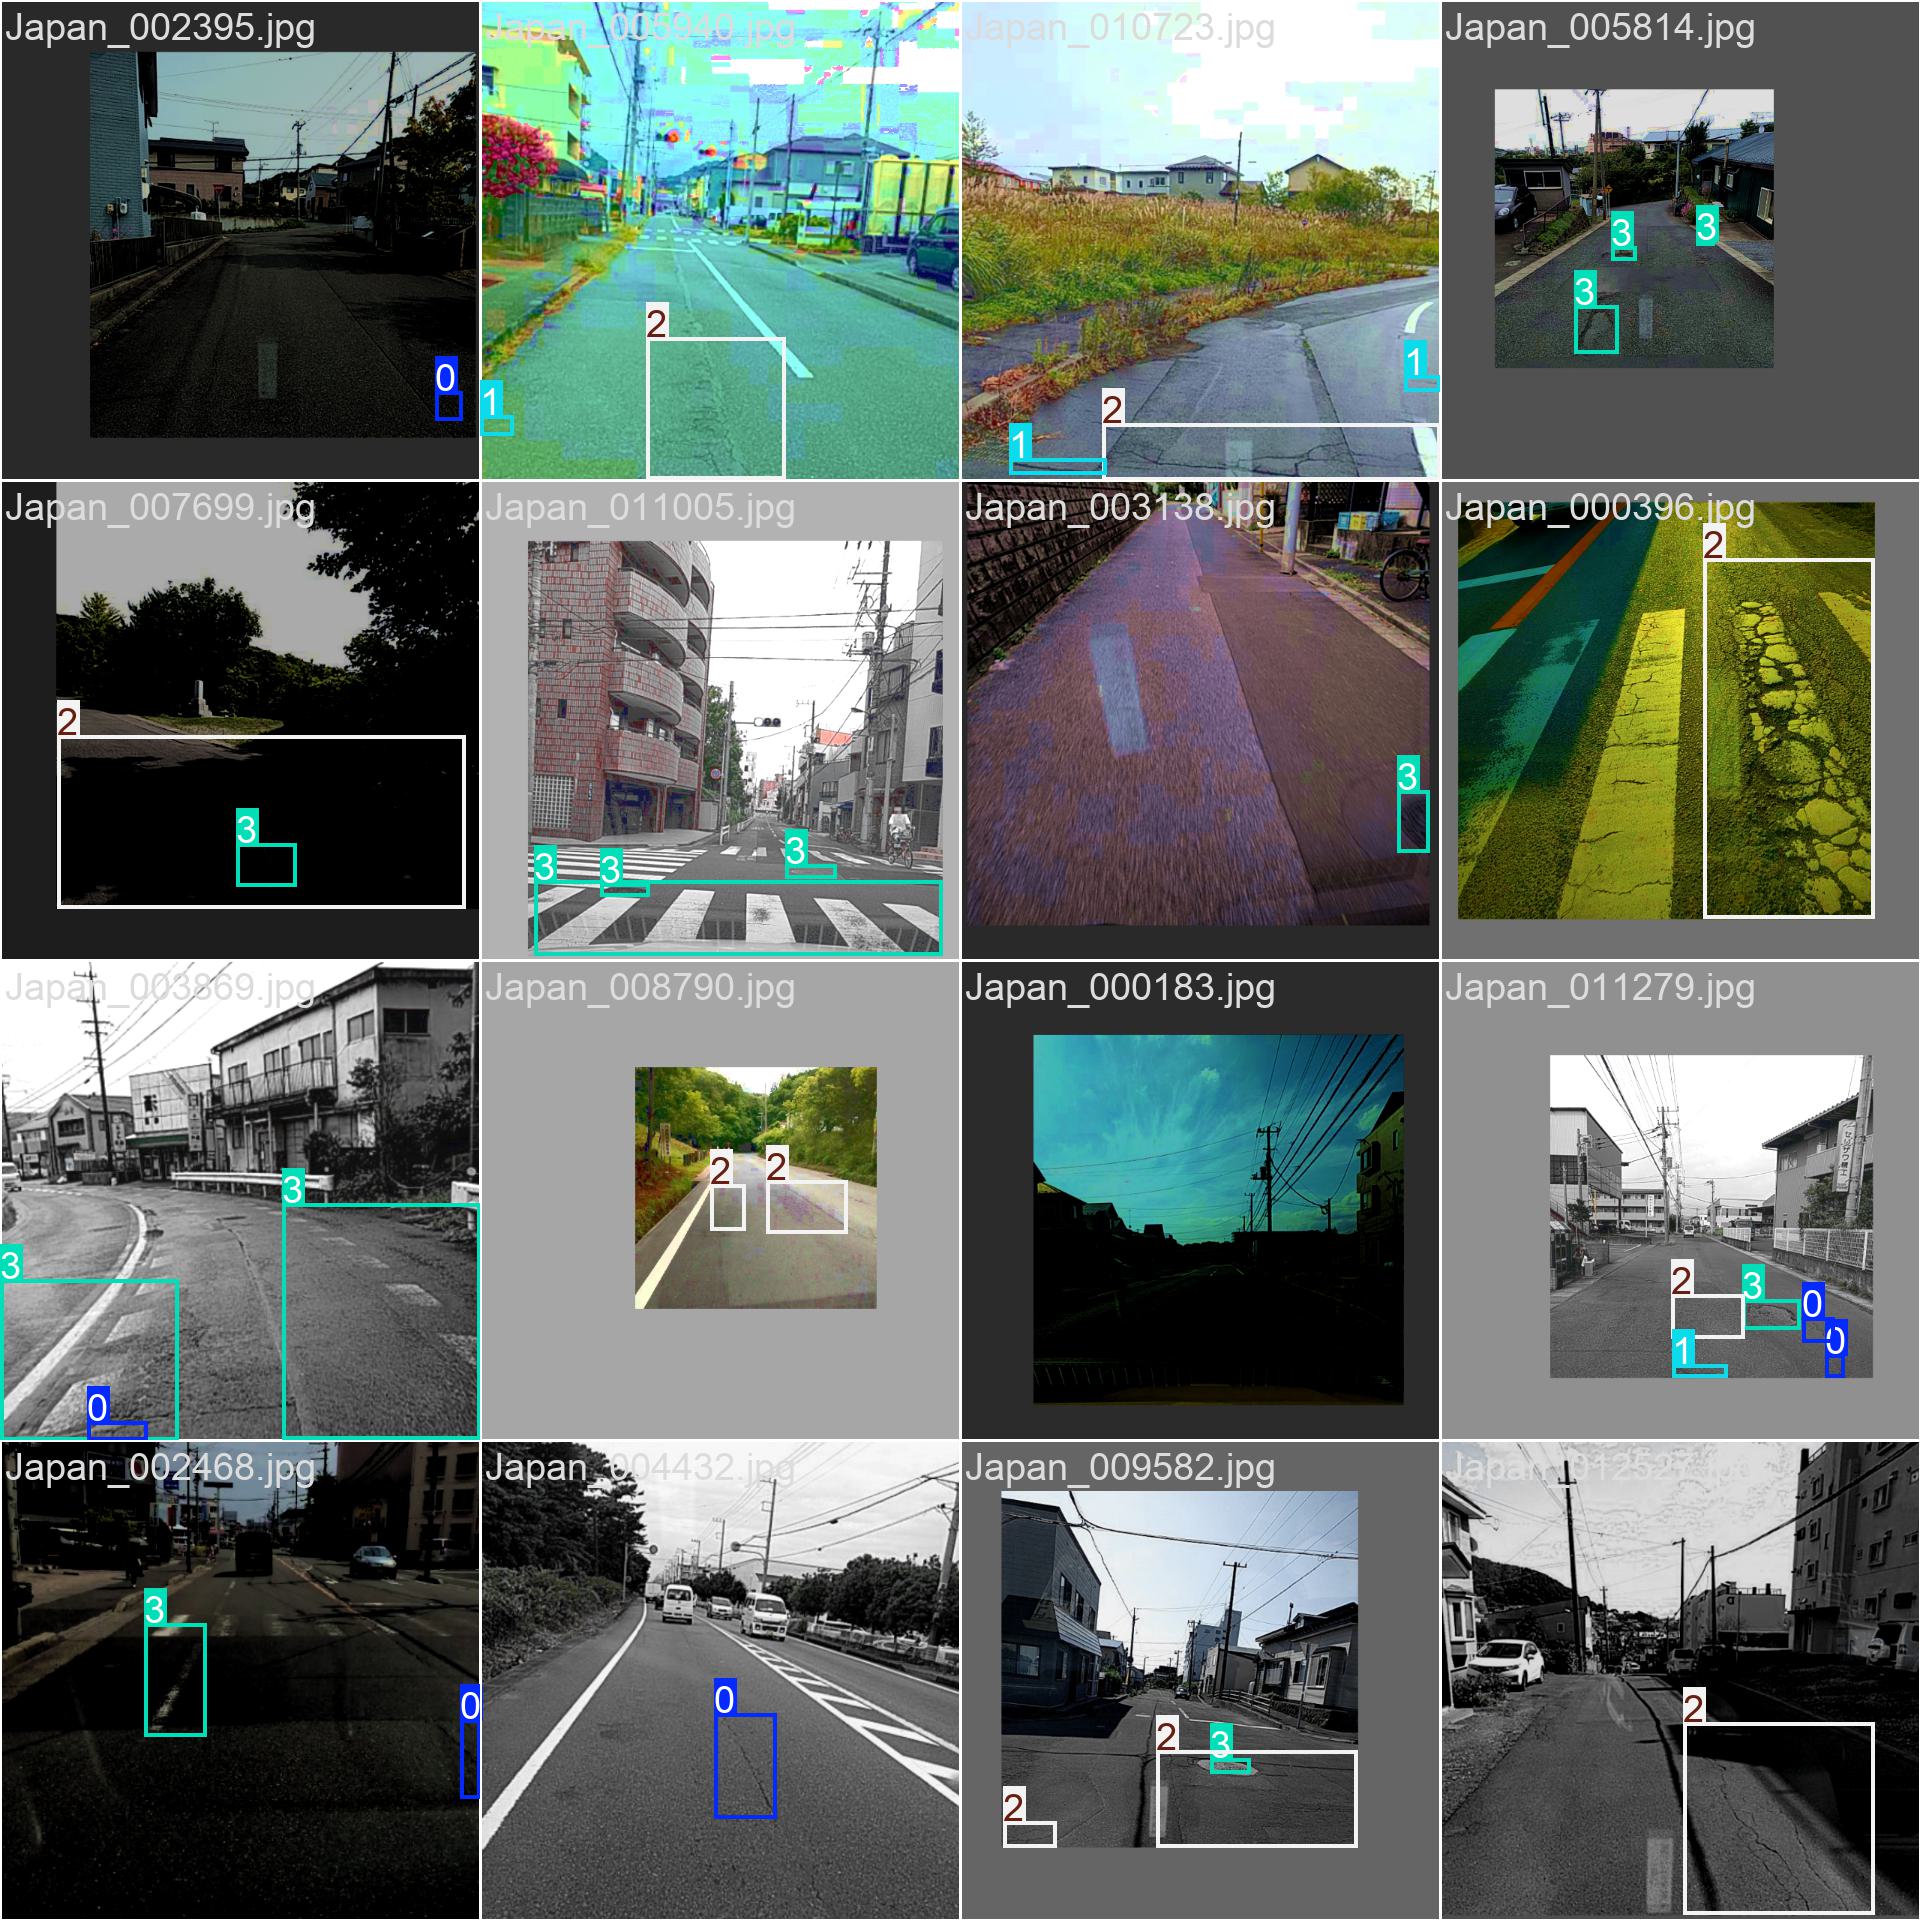 Japan_002395.jpg
Japan_005940.jpg
Japan_010723.jpg
Japan_005814.jpg
0
2
1
1
2
1
3
3
3
Japan_007699.jpg
Japan_011005.jpg
Japan_003138.jpg
Japan_000396.jpg
2
3
3
3
3
3
2
Japan_003869.jpg
Japan_008790.jpg
Japan_000183.jpg
Japan_011279.jpg
3
3
0
2
2
2
3
0
0
1
Japan_002468.jpg
Japan_004432.jpg
Japan_009582.jpg
Japan_012527.jpg
3
0
0
2
3
2
2